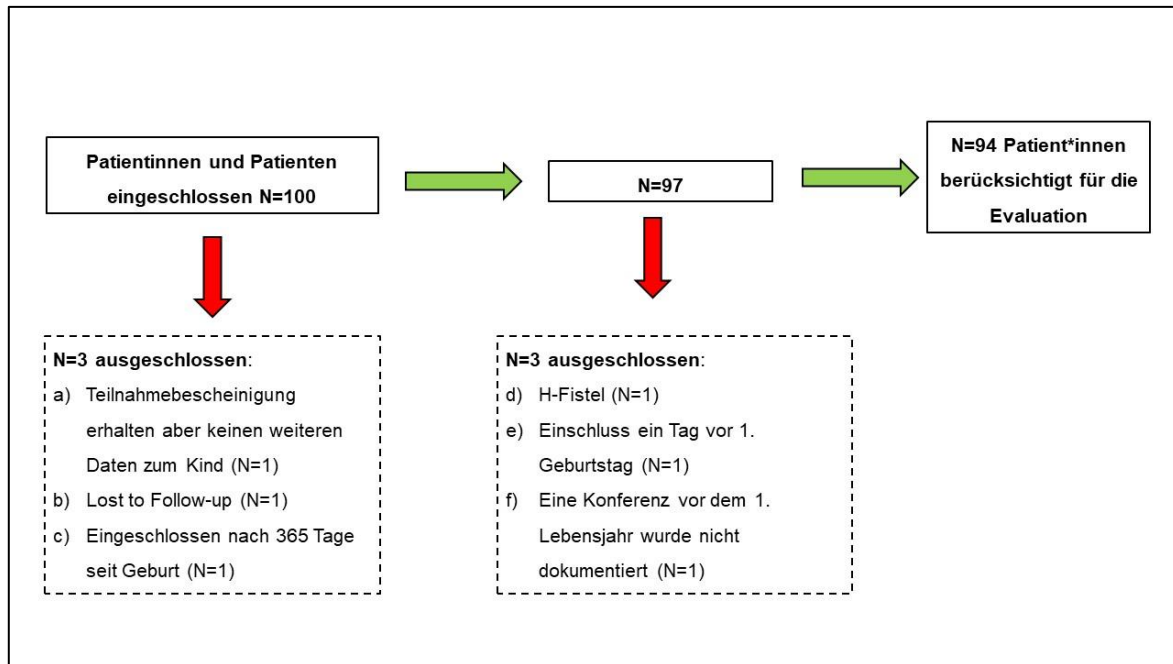 Patientinnen und Patienten
eingeschlossen N=100
N=97
N=94 Patient*innen
berücksichtigt für die
Evaluation
N=3 ausgeschlossen:
a) Teilnahmebescheinigung
erhalten aber keinen weiteren
Daten zum Kind (N=1)
b) Lost to Follow-up (N=1)
c) Eingeschlossen nach 365 Tage
seit Geburt (N=1)
N=3 ausgeschlossen:
d) H-Fistel (N=1)
e) Einschluss ein Tag vor 1.
Geburtstag (N=1)
f) Eine Konferenz vor dem 1.
Lebensjahr wurde nicht
dokumentiert (N=1)